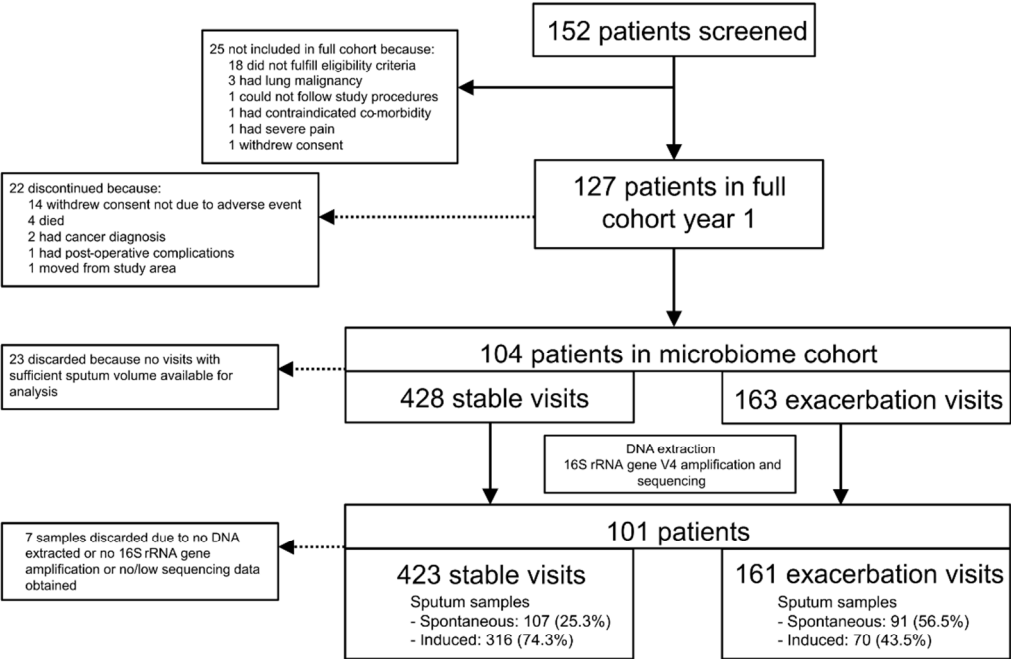 152 patients screened
25 not included in full cohort because:
18 did not fulfill eligibility criteria
3 had lung malignancy
1 could not follow study procedures
1 had contraindicated co-morbidity
1 had severe pain
1 withdrew consent
127 patients in full
cohort year 1
22 discontinued because:
14 withdrew consent not due to adverse event
4 died
2 had cancer diagnosis
1 had post-operative complications
1 moved from study area
104 patients in microbiome cohort
23 discarded because no visits with
sufficient sputum volume available for
analysis
428 stable visits
163 exacerbation visits
DNA extraction
16S rRNA gene V4 amplification and
sequencing
101 patients
7 samples discarded due to no DNA
extracted or no 16S rRNA gene
amplification or no/low sequencing data
obtained
423 stable visits
Sputum samples
- Spontaneous: 107 (25.3%)
- Induced: 316 (74.3%)
161 exacerbation visits
Sputum samples
- Spontaneous: 91 (56.5%)
- Induced: 70 (43.5%)